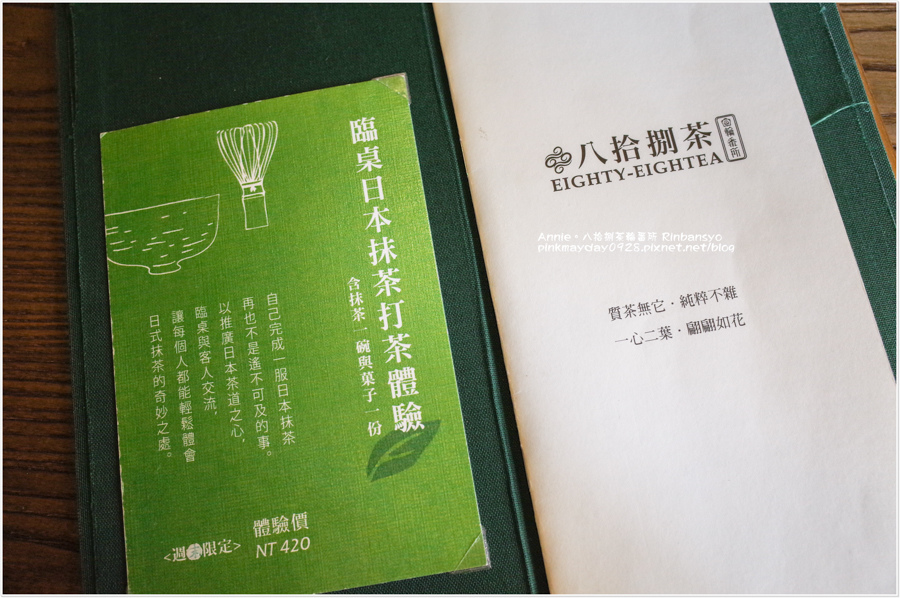 臨桌日本抹茶打茶體驗
含抹茶一碗與菓子一份
自己完成一服日本抹茶
再也不是遙不可及的事。
以推廣日本茶道之心,
臨桌與客人交流,
讓每個人都能輕鬆體會
日式抹茶的奇妙之處。
體驗價
NT 420
八拾捌茶
EIGHTY-EIGHTEA
輪番所
Annie・八拾捌茶輪番所 Rinbansyo
pinkmayday0928.pixnet.net/blog
質茶無它・純粹不雜
一心二葉・翩翩如花